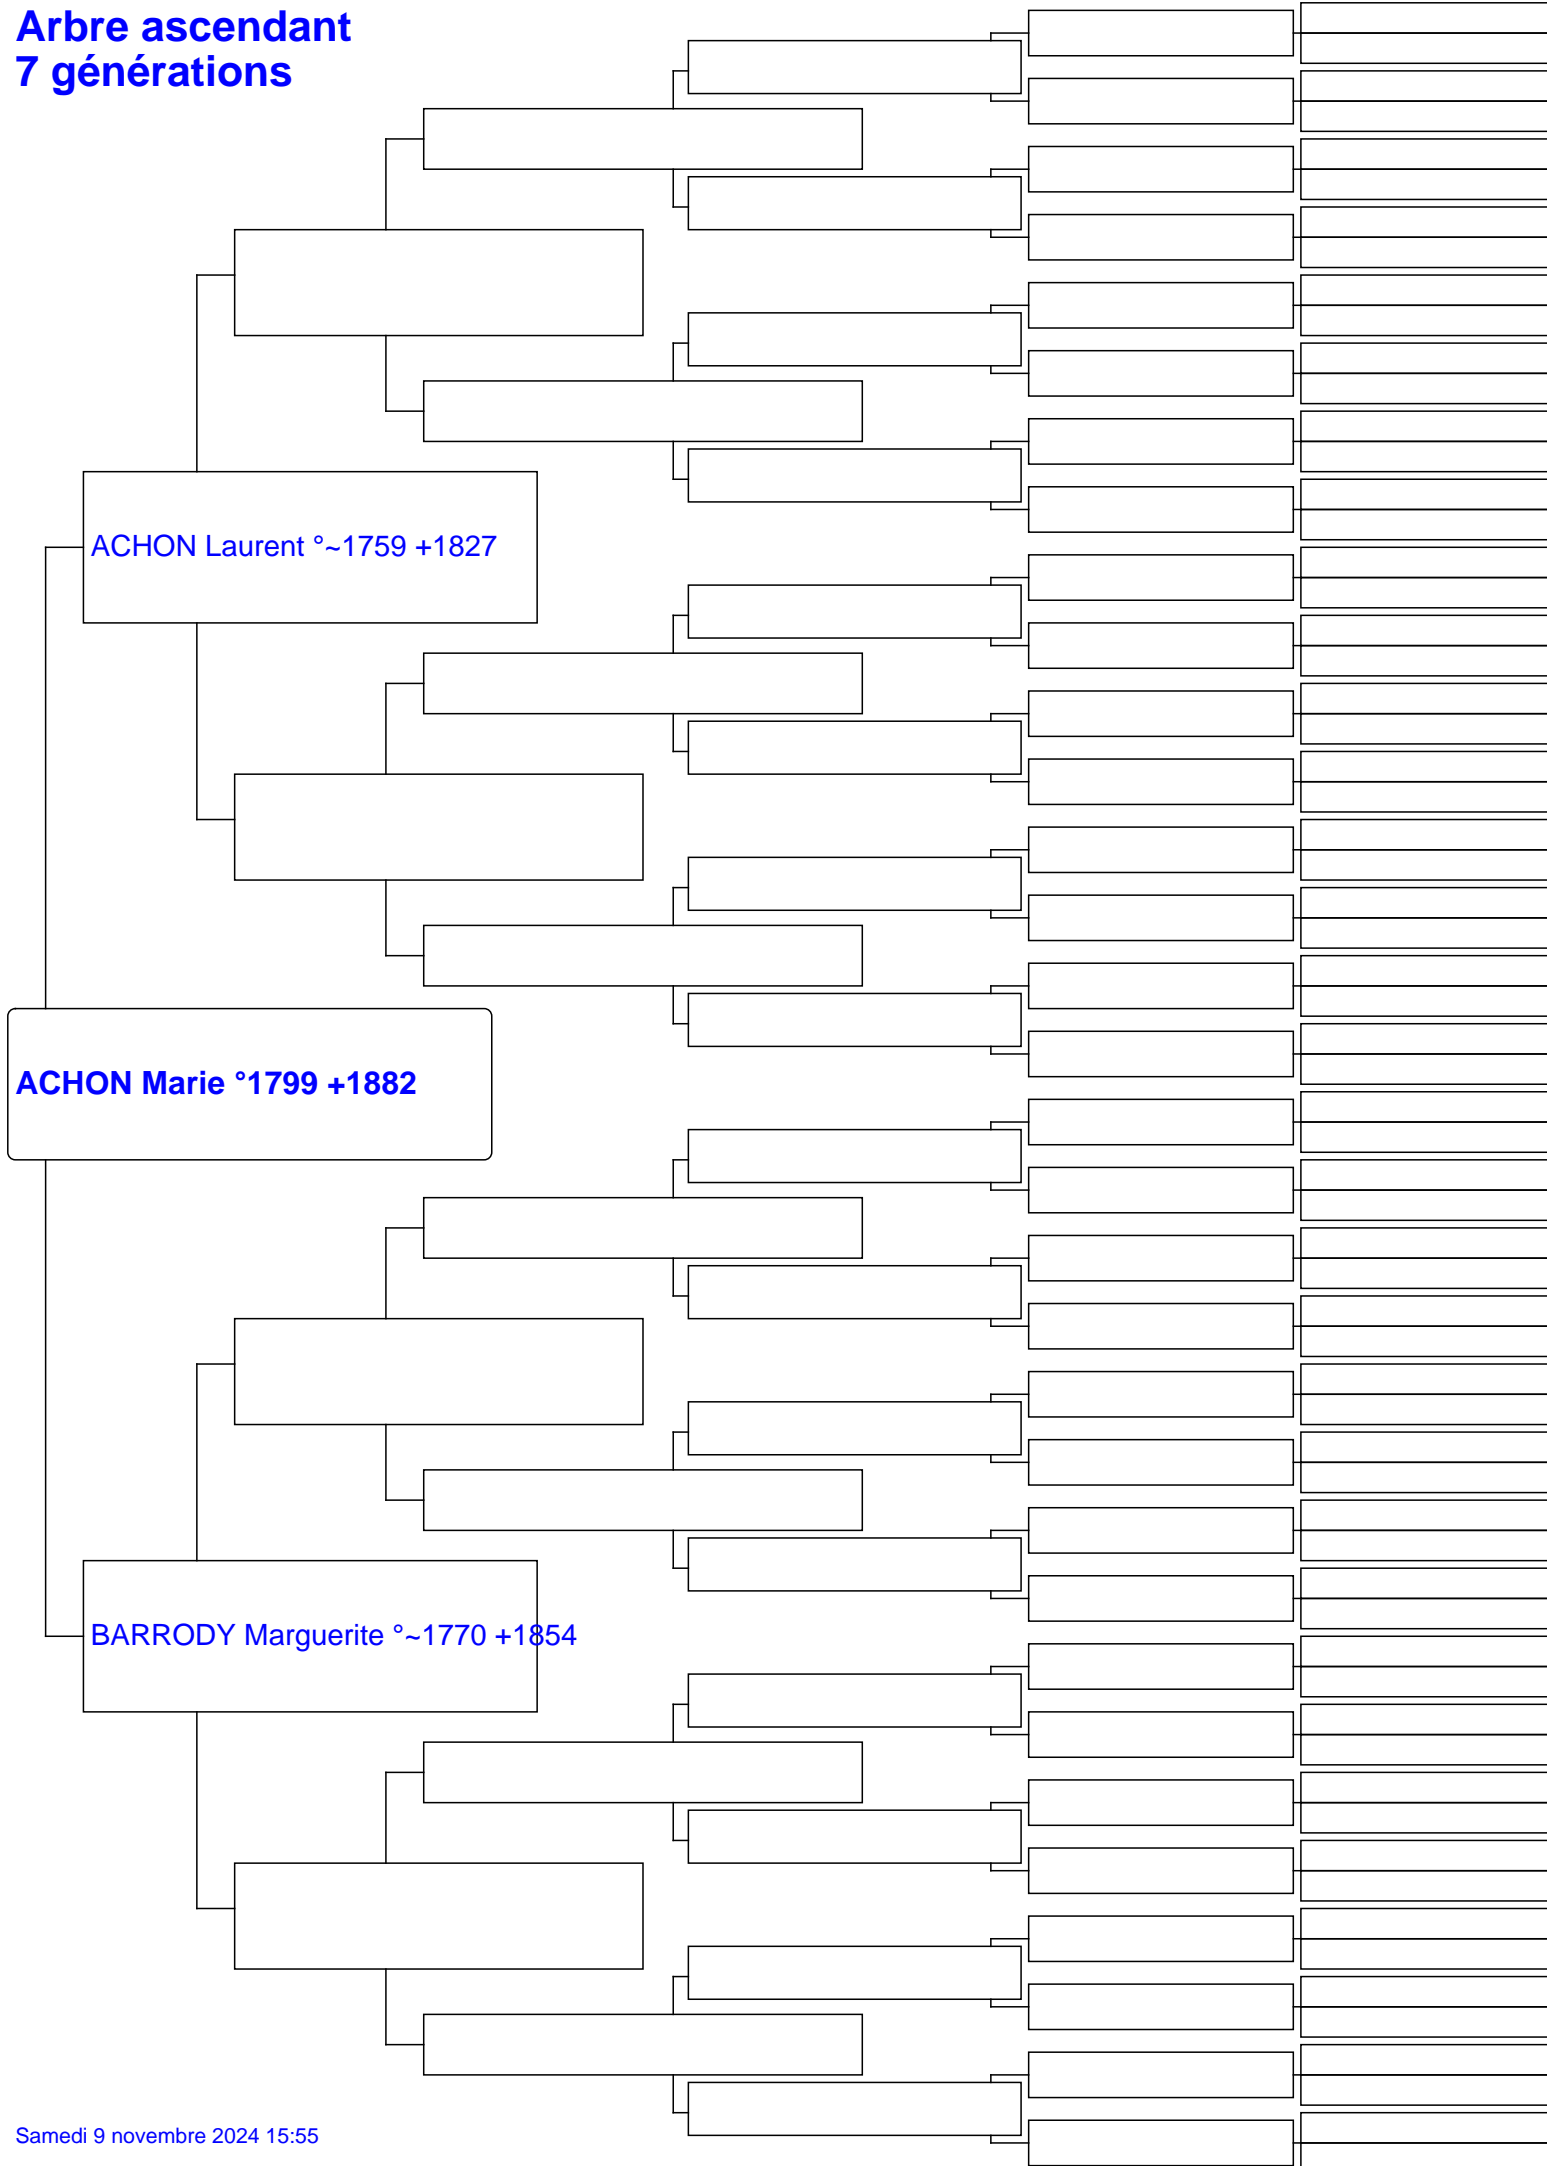 Arbre ascendant
7 générations
ACHON Laurent °~1759 +1827
ACHON Marie °1799 +1882
BARRODY Marguerite °~1770 +1854
Samedi 9 novembre 2024 15:55